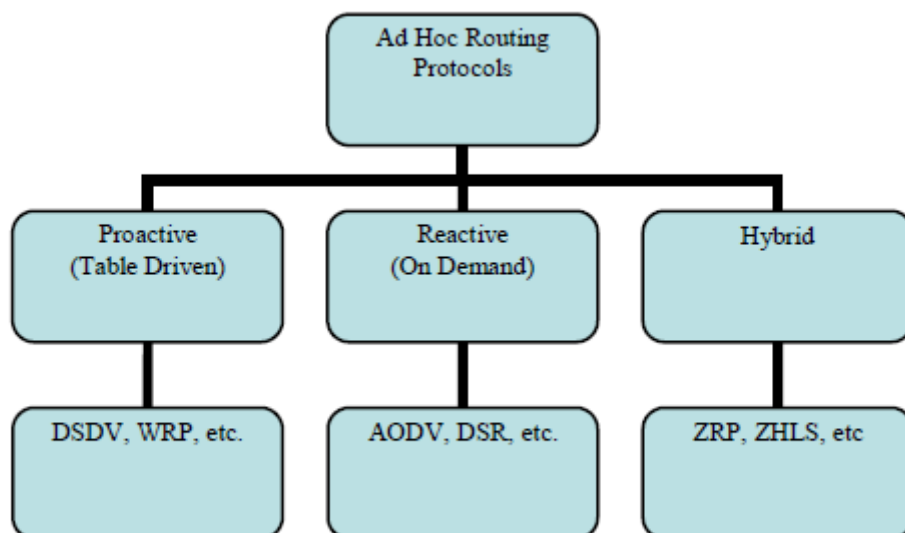 Ad Hoc Routing
Protocols
Proactive
(Table Driven)
Reactive
(On Demand)
Hybrid
DSDV, WRP, etc.
AODV, DSR, etc.
ZRP, ZHLS, etc